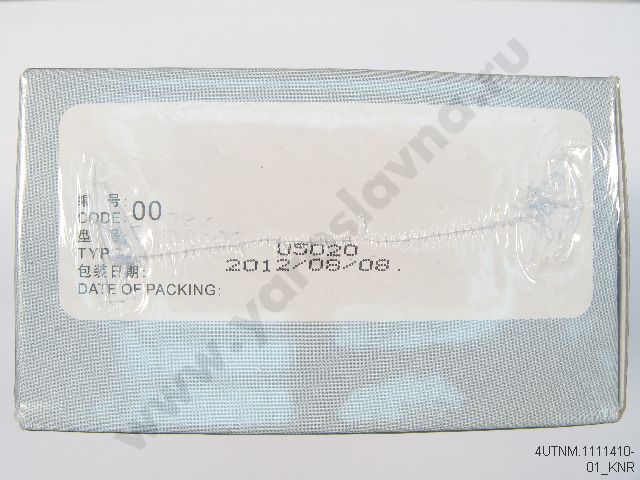 编 号:
CODE: 00
型 号
TYP
U5020
包装日期:
2012/08/08.
DATE OF PACKING:
www.yaroslavna.ru
4UTNM.1111410-
01_KNR